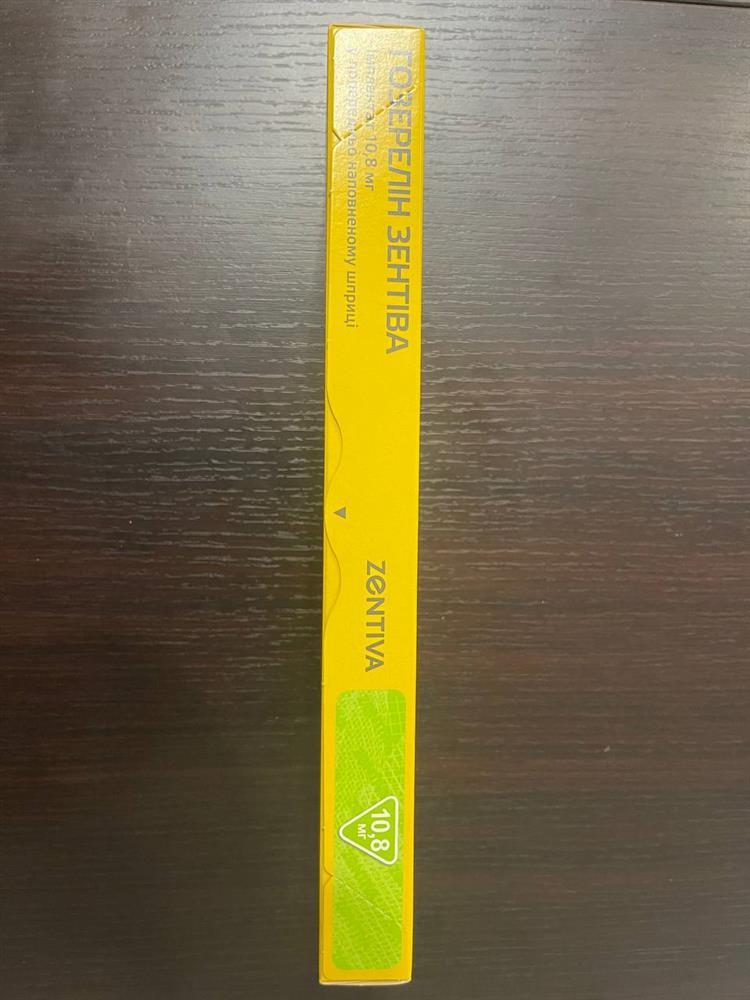 ГОЗЕРЕЛІН ЗЕНТІВА
імплантат 10,8 мг
у попередньо наповненому шприці
ZENTIVA
10,8
мг